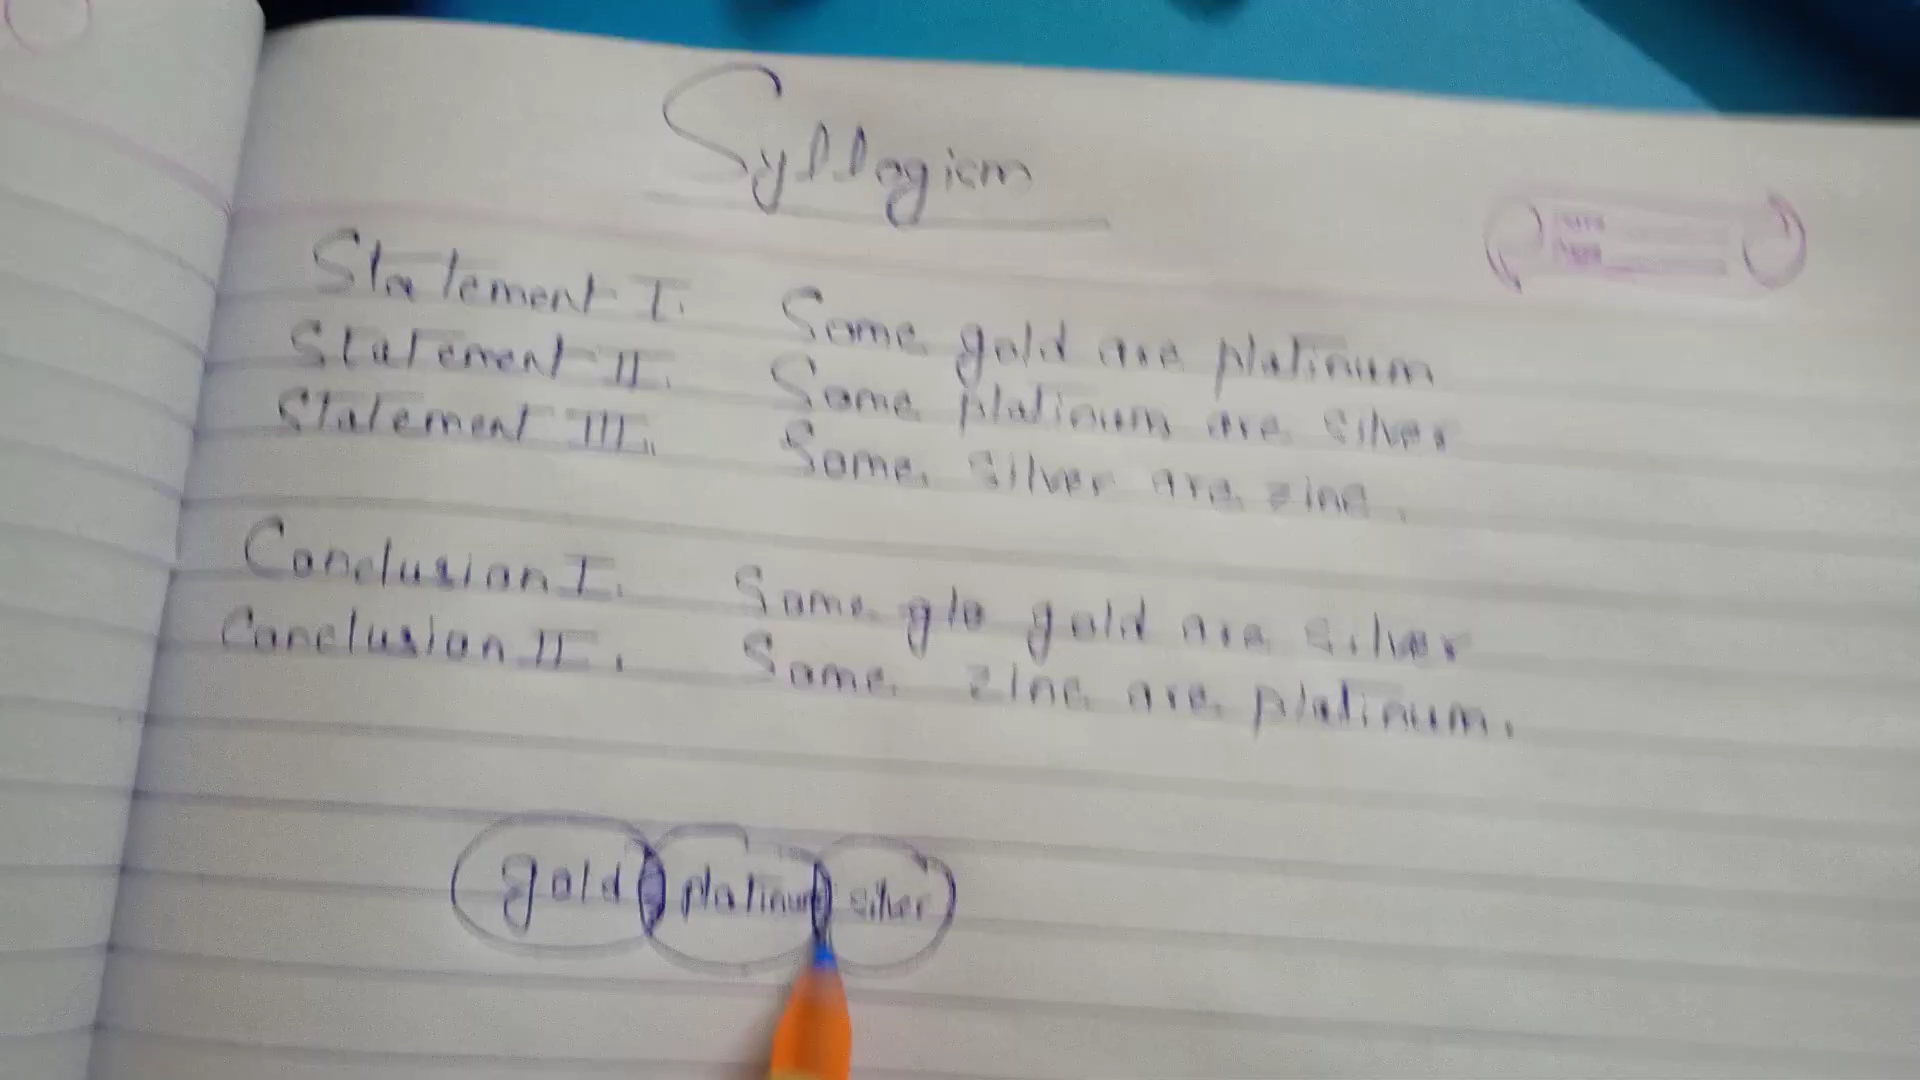 Syllogism
Statement I. Some gold are platinum
Statement II. Some platinum are silver
Statement III. Some silver are zinc.
Conclusion I. Some glo gold are silver
Conclusion II. Some zinc are platinum.
gold platinum silver